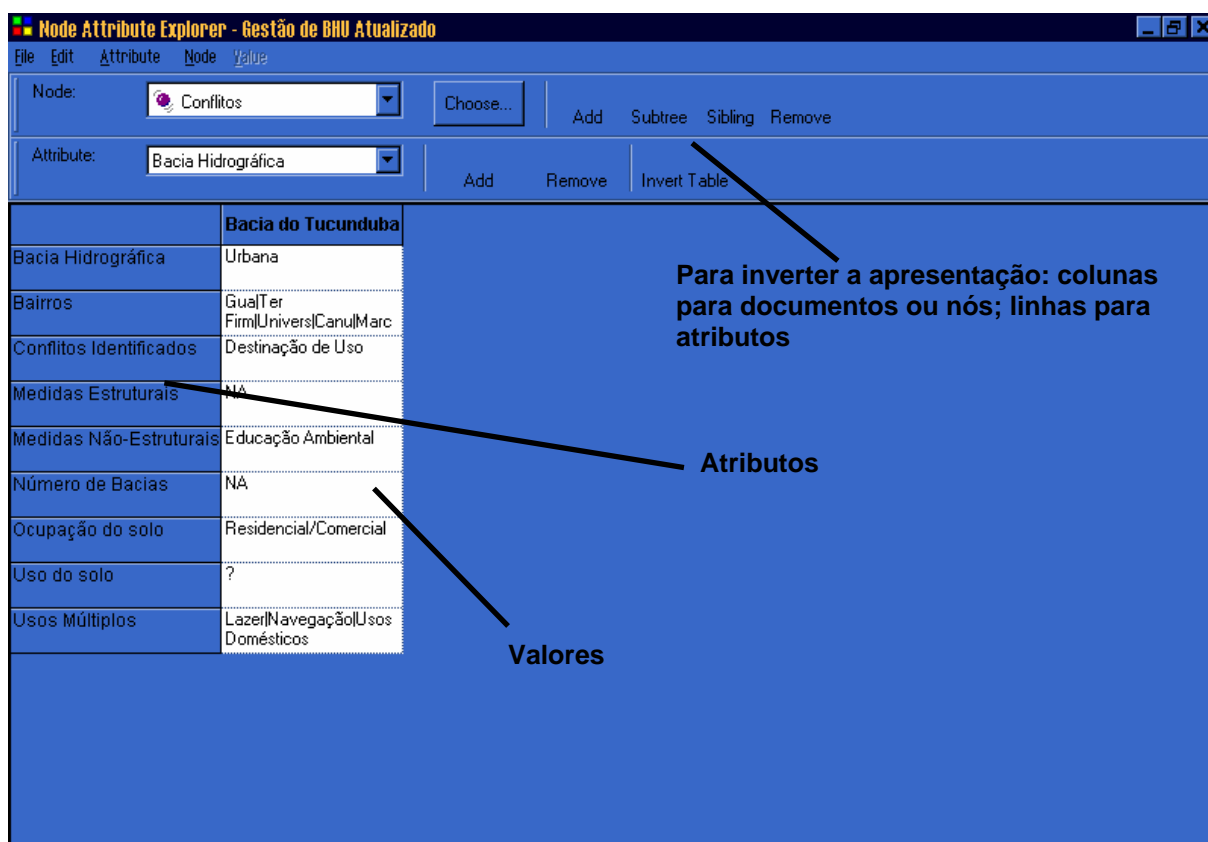 Node Attribute Explorer - Gestão de BHU Atualizado
File Edit Attribute Node Value
Node: Conflitos Choose... Add Subtree Sibling Remove
Attribute: Bacia Hidrográfica Add Remove Invert Table
Bacia do Tucunduba
Bacia Hidrográfica Urbana
Bairros Gua|Ter
Firm|Univers|Canu|Marc
Conflitos Identificados Destinação de Uso
Medidas Estruturais NA
Medidas Não-Estruturais Educação Ambiental
Número de Bacias NA
Ocupação do solo Residencial/Comercial
Uso do solo ?
Usos Múltiplos Lazer|Navegação|Usos
Domésticos
Para inverter a apresentação: colunas
para documentos ou nós; linhas para
atributos
Atributos
Valores